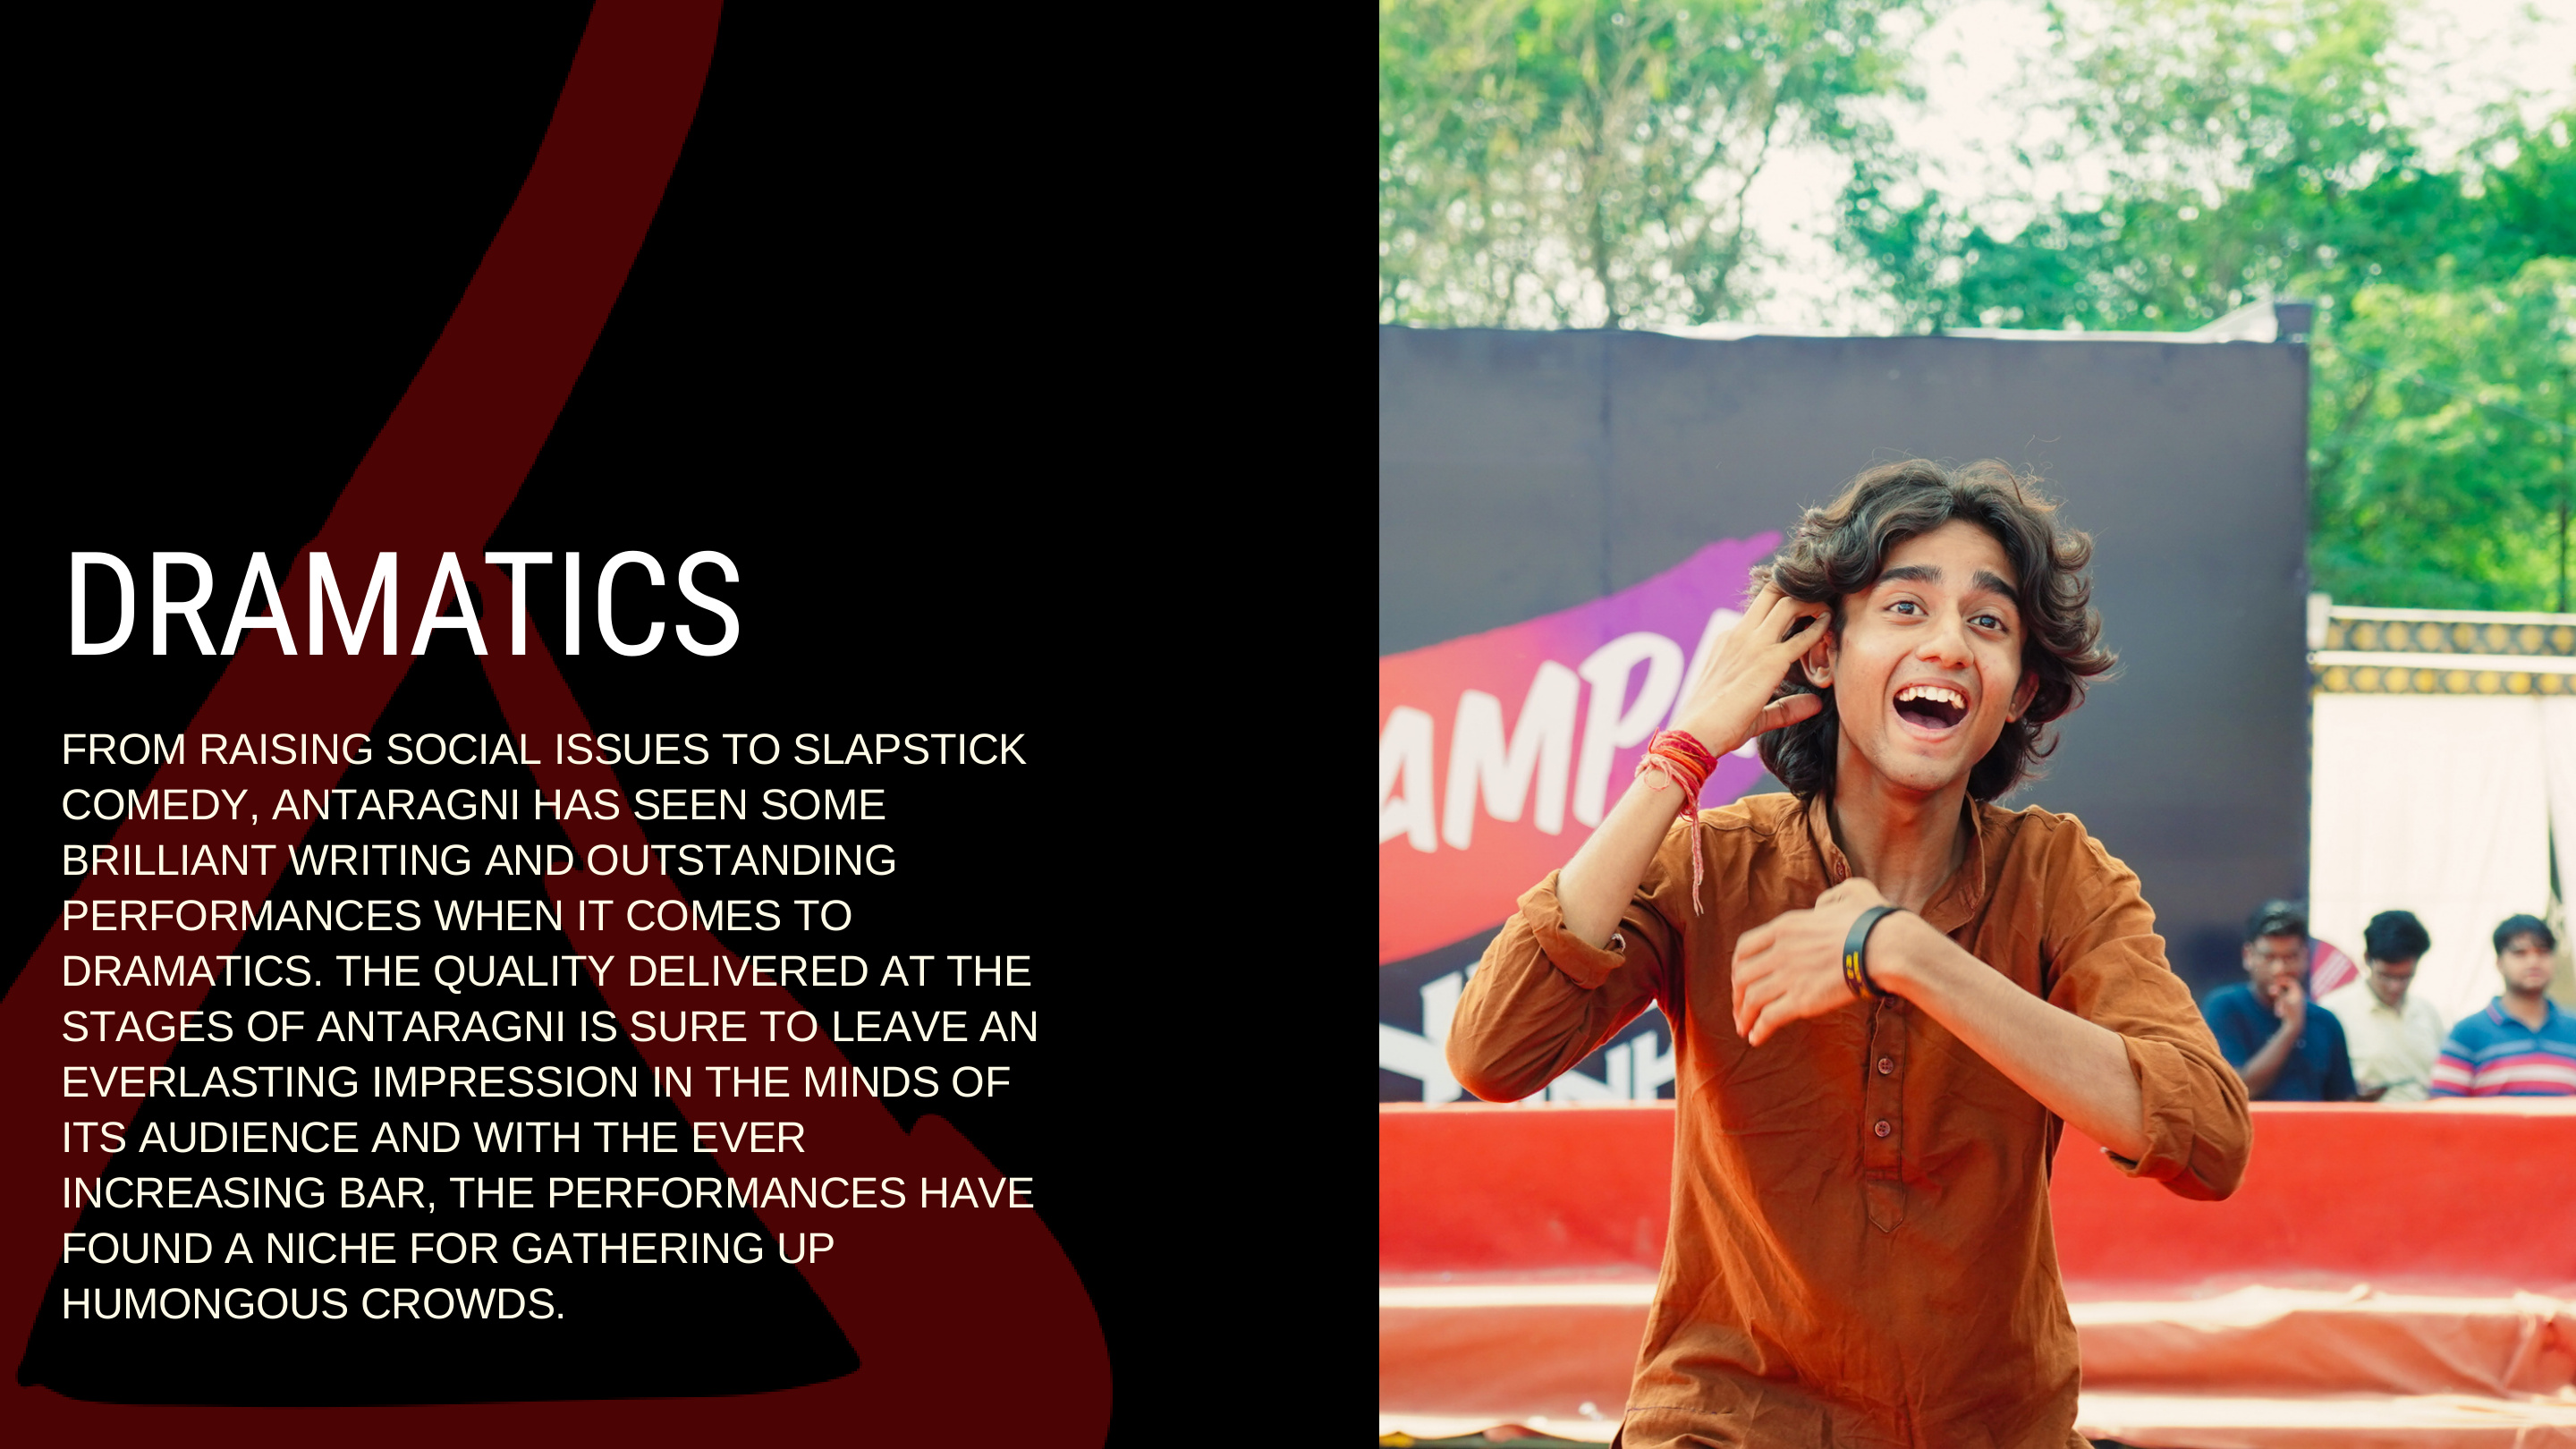 DRAMATICS
FROM RAISING SOCIAL ISSUES TO SLAPSTICK
COMEDY, ANTARAGNI HAS SEEN SOME
BRILLIANT WRITING AND OUTSTANDING
PERFORMANCES WHEN IT COMES TO
DRAMATICS. THE QUALITY DELIVERED AT THE
STAGES OF ANTARAGNI IS SURE TO LEAVE AN
EVERLASTING IMPRESSION IN THE MINDS OF
ITS AUDIENCE AND WITH THE EVER
INCREASING BAR, THE PERFORMANCES HAVE
FOUND A NICHE FOR GATHERING UP
HUMONGOUS CROWDS.
AMP